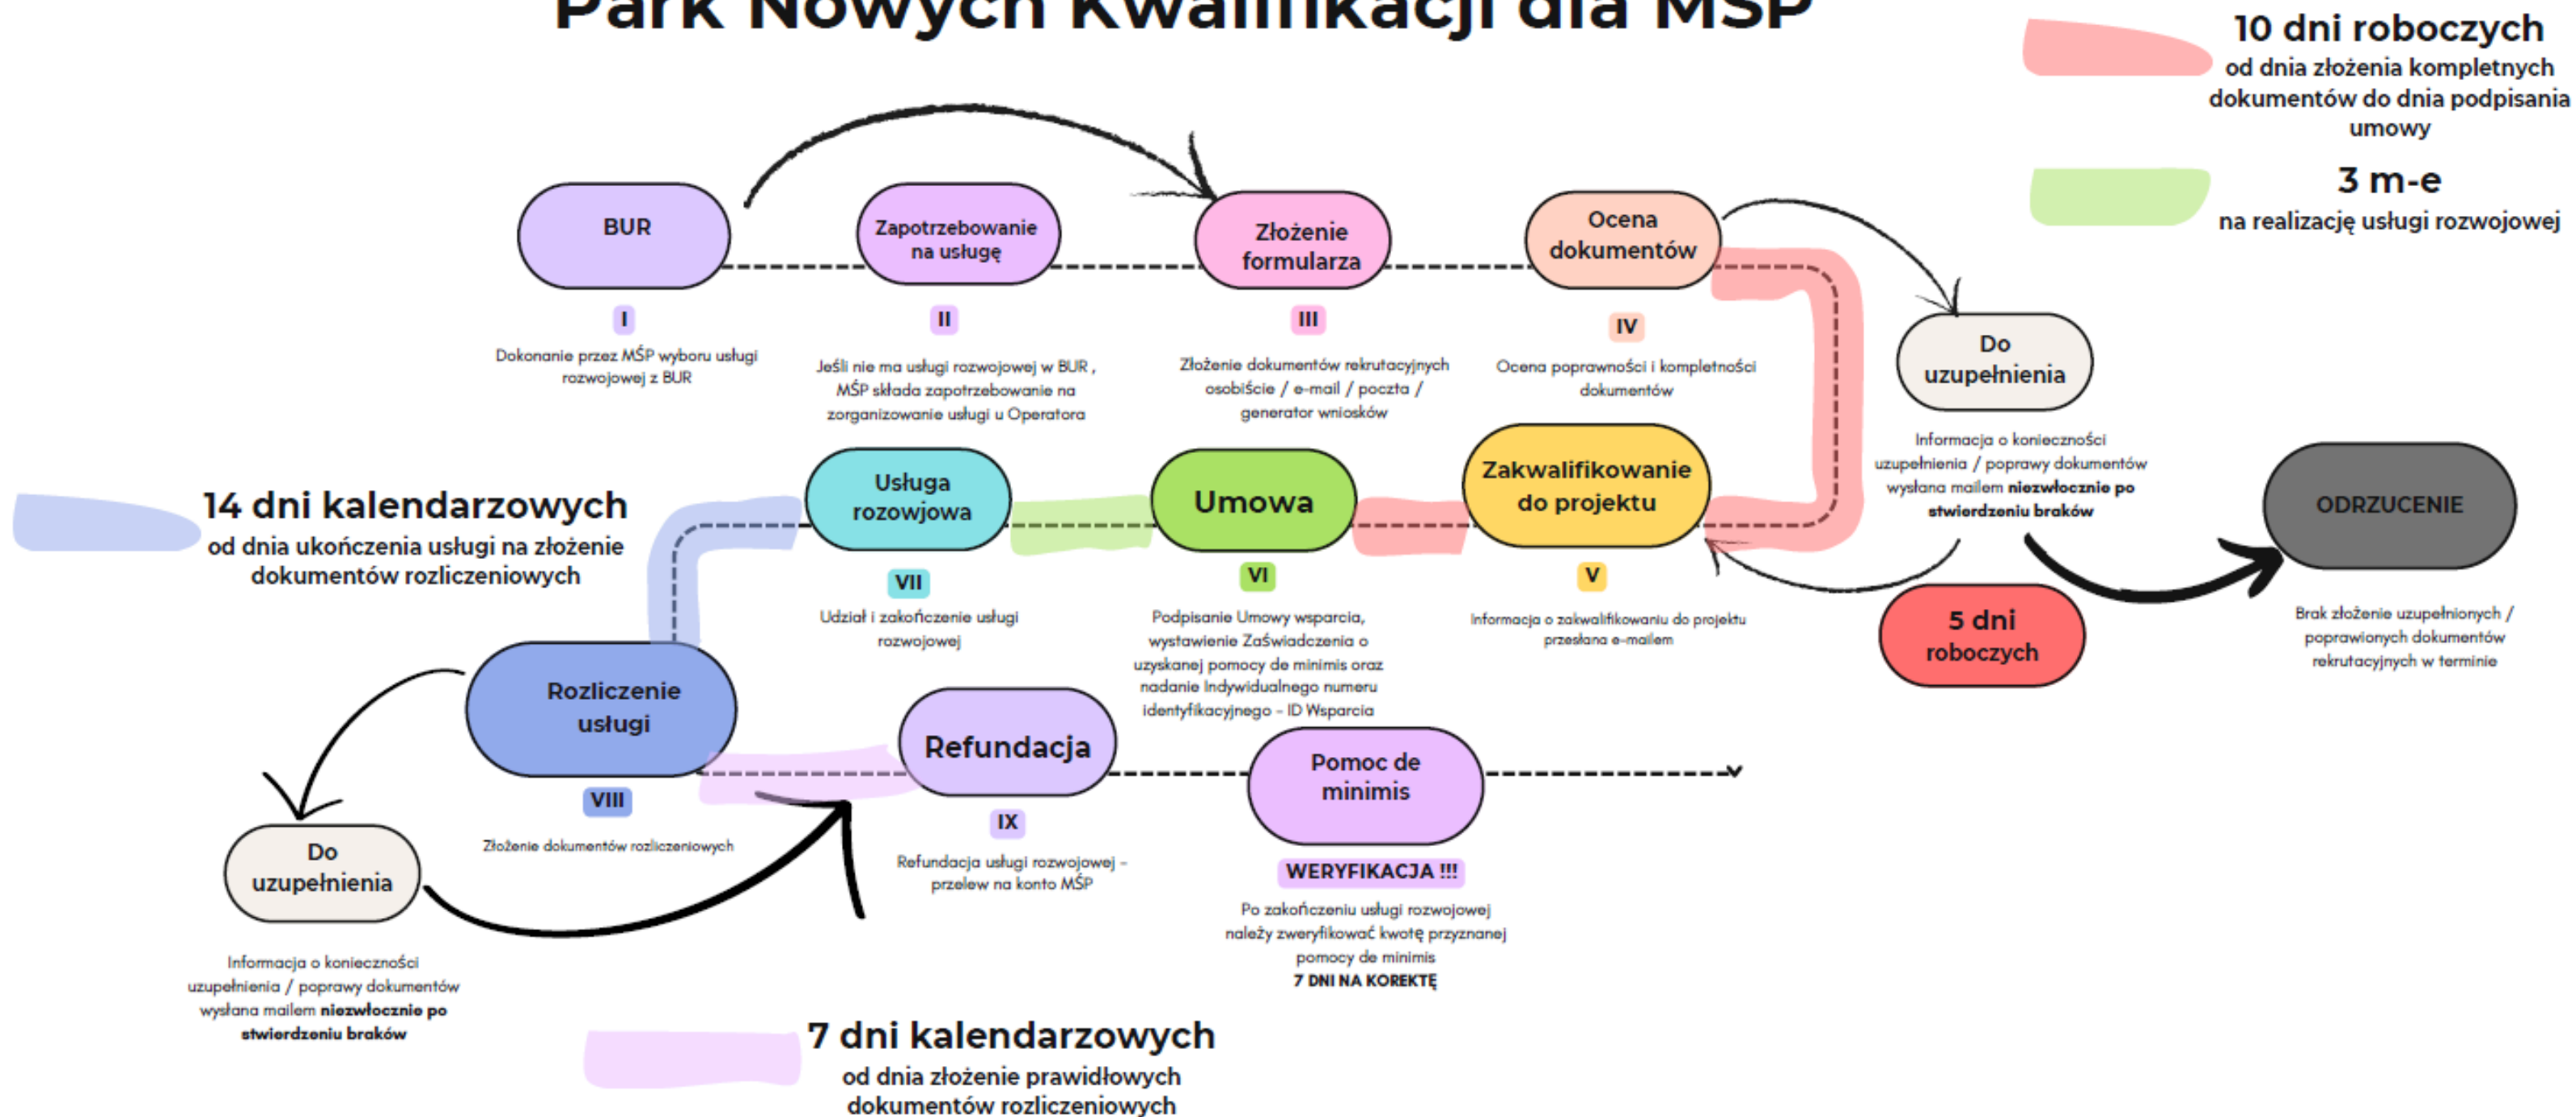 Park Nowych Kwalifikacji dla MŚP
10 dni roboczych
od dnia złożenia kompletnych
dokumentów do dnia podpisania
umowy
3 m-e
na realizację usługi rozwojowej
BUR
I
Dokonanie przez MŚP wyboru usługi
rozwojowej z BUR
Zapotrzebowanie
na usługę
II
Jeśli nie ma usługi rozwojowej w BUR ,
MŚP składa zapotrzebowanie na
zorganizowanie usługi u Operatora
Złożenie
formularza
III
Złożenie dokumentów rekrutacyjnych
osobiście / e-mail / poczta /
generator wniosków
Ocena
dokumentów
IV
Ocena poprawności i kompletności
dokumentów
Do
uzupełnienia
Informacja o konieczności
uzupełnienia / poprawy dokumentów
wysłana mailem niezwłocznie po
stwierdzeniu braków
5 dni
roboczych
ODRZUCENIE
Brak złożenie uzupełnionych /
poprawionych dokumentów
rekrutacyjnych w terminie
Zakwalifikowanie
do projektu
V
Informacja o zakwalifikowaniu do projektu
przesłana e-mailem
Umowa
VI
Podpisanie Umowy wsparcia,
wystawienie Zaświadczenia o
uzyskanej pomocy de minimis oraz
nadanie Indywidualnego numeru
identyfikacyjnego - ID Wsparcia
Usługa
rozowjowa
VII
Udział i zakończenie usługi
rozwojowej
14 dni kalendarzowych
od dnia ukończenia usługi na złożenie
dokumentów rozliczeniowych
Rozliczenie
usługi
VIII
Złożenie dokumentów rozliczeniowych
Do
uzupełnienia
Informacja o konieczności
uzupełnienia / poprawy dokumentów
wysłana mailem niezwłocznie po
stwierdzeniu braków
Refundacja
IX
Refundacja usługi rozwojowej -
przelew na konto MŚP
Pomoc de
minimis
WERYFIKACJA !!!
Po zakończeniu usługi rozwojowej
należy zweryfikować kwotę przyznanej
pomocy de minimis
7 DNI NA KOREKTĘ
7 dni kalendarzowych
od dnia złożenie prawidłowych
dokumentów rozliczeniowych